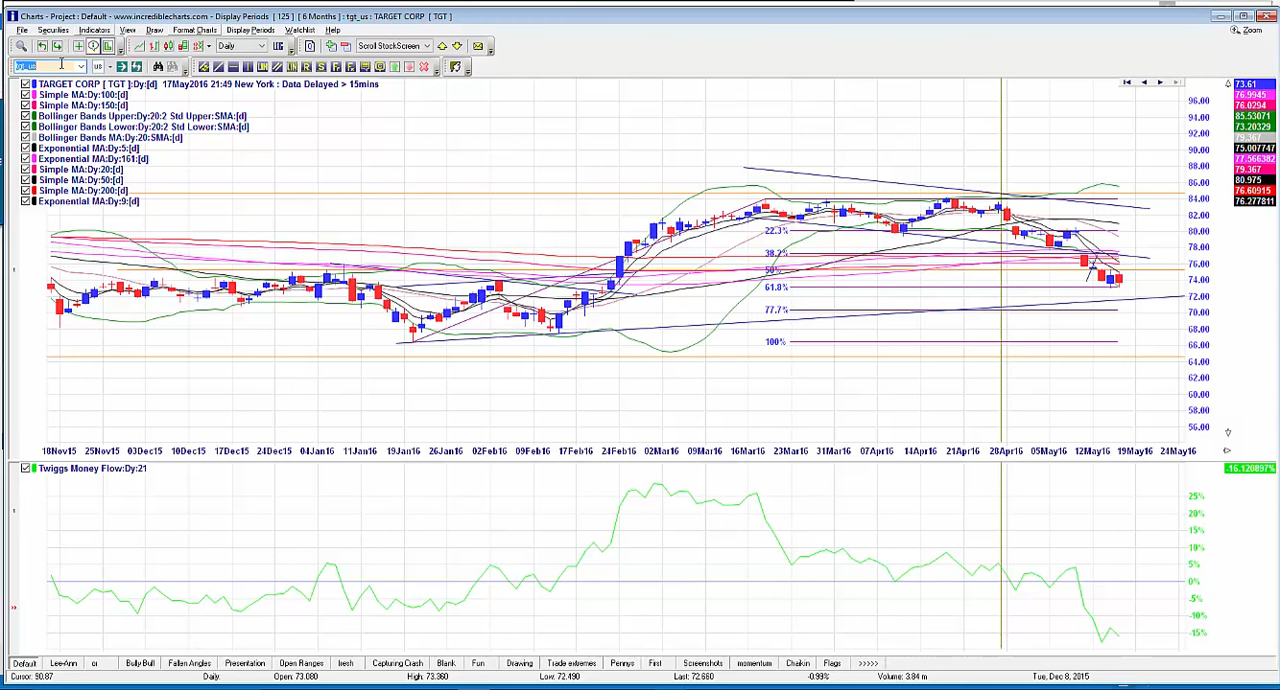 Charts - Project : Default - www.incrediblecharts.com - Display Periods [ 125 ] [ 6 Months ] : tgt_us : TARGET CORP [ TGT ]
File Securities Indicators View Draw Format Charts Display Periods Watchlist Help
Zoom
Daily Scroll StockScreen
tgt_us us
TARGET CORP [ TGT ]:Dy:[d] 17May2016 21:49 New York : Data Delayed > 15mins
Simple MA:Dy:100:[d]
Simple MA:Dy:150:[d]
Bollinger Bands Upper:Dy:20:2 Std Upper:SMA:[d]
Bollinger Bands Lower:Dy:20:2 Std Lower:SMA:[d]
Bollinger Bands MA:Dy:20:SMA:[d]
Exponential MA:Dy:5:[d]
Exponential MA:Dy:161:[d]
Simple MA:Dy:20:[d]
Simple MA:Dy:50:[d]
Simple MA:Dy:200:[d]
Exponential MA:Dy:9:[d]
73.61
76.9945
76.0294
85.53071
73.20329
79.367
75.007747
77.566382
79.367
80.975
76.60915
76.277811
96.00
94.00
92.00
90.00
88.00
86.00
84.00
82.00
80.00
78.00
76.00
74.00
72.00
70.00
68.00
66.00
64.00
62.00
60.00
58.00
56.00
22.3%
38.2%
50%
61.8%
77.7%
100%
18Nov15 25Nov15 03Dec15 10Dec15 17Dec15 24Dec15 04Jan16 11Jan16 19Jan16 26Jan16 02Feb16 09Feb16 17Feb16 24Feb16 02Mar16 09Mar16 16Mar16 23Mar16 31Mar16 07Apr16 14Apr16 21Apr16 28Apr16 05May16 12May16 19May16 24May16
Twiggs Money Flow:Dy:21
-16.120897%
25%
20%
15%
10%
5%
0%
-5%
-10%
-15%
Default Lee-Ann cr Bully Bull Fallen Angles Presentation Open Ranges fresh Capturing Crash Blank Fun Drawing Trade extremes Pennys First Screenshots momentum Chaikin Flags >>>>>
Cursor: 90.87 Daily Open: 73.080 High: 73.360 Low: 72.490 Last: 72.660 -0.93% Volume: 3.84 m Tue, Dec 8, 2015